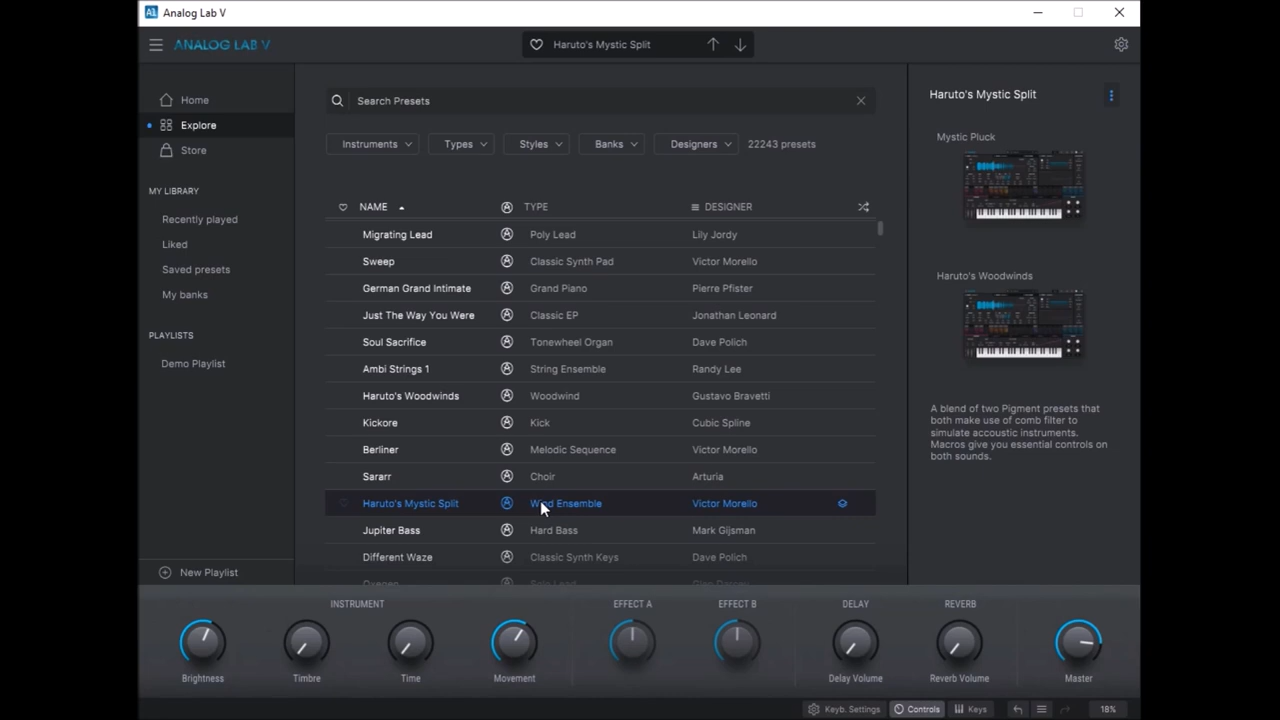 Analog Lab V
ANALOG LAB V
Haruto's Mystic Split
Home
Explore
Store
MY LIBRARY
Recently played
Liked
Saved presets
My banks
PLAYLISTS
Demo Playlist
New Playlist
Search Presets
Instruments Types Styles Banks Designers 22243 presets
NAME TYPE DESIGNER
Migrating Lead Poly Lead Lily Jordy
Sweep Classic Synth Pad Victor Morello
German Grand Intimate Grand Piano Pierre Pfister
Just The Way You Were Classic EP Jonathan Leonard
Soul Sacrifice Tonewheel Organ Dave Polich
Ambi Strings 1 String Ensemble Randy Lee
Haruto's Woodwinds Woodwind Gustavo Bravetti
Kickore Kick Cubic Spline
Berliner Melodic Sequence Victor Morello
Sararr Choir Arturia
Haruto's Mystic Split Wind Ensemble Victor Morello
Jupiter Bass Hard Bass Mark Gijsman
Different Waze Classic Synth Keys Dave Polich
Solo Lead
Haruto's Mystic Split
Mystic Pluck
Haruto's Woodwinds
A blend of two Pigment presets that
both make use of comb filter to
simulate accoustic instruments.
Macros give you essential controls on
both sounds.
INSTRUMENT EFFECT A EFFECT B DELAY REVERB
Brightness Timbre Time Movement Delay Volume Reverb Volume Master
Keyb. Settings Controls Keys 18%